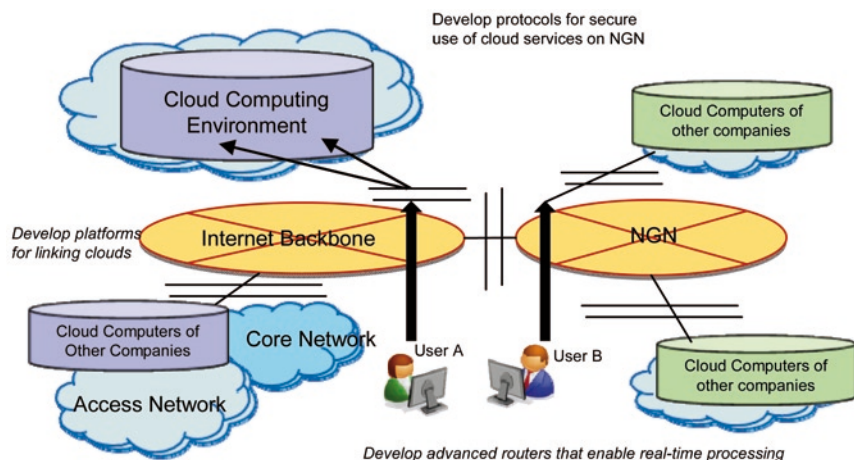 Develop protocols for secure
use of cloud services on NGN
Cloud Computing
Environment
Cloud Computers of
other companies
Develop platforms
for linking clouds
Internet Backbone
NGN
Cloud Computers of
Other Companies
Core Network
Access Network
User A
User B
Cloud Computers of
other companies
Develop advanced routers that enable real-time processing